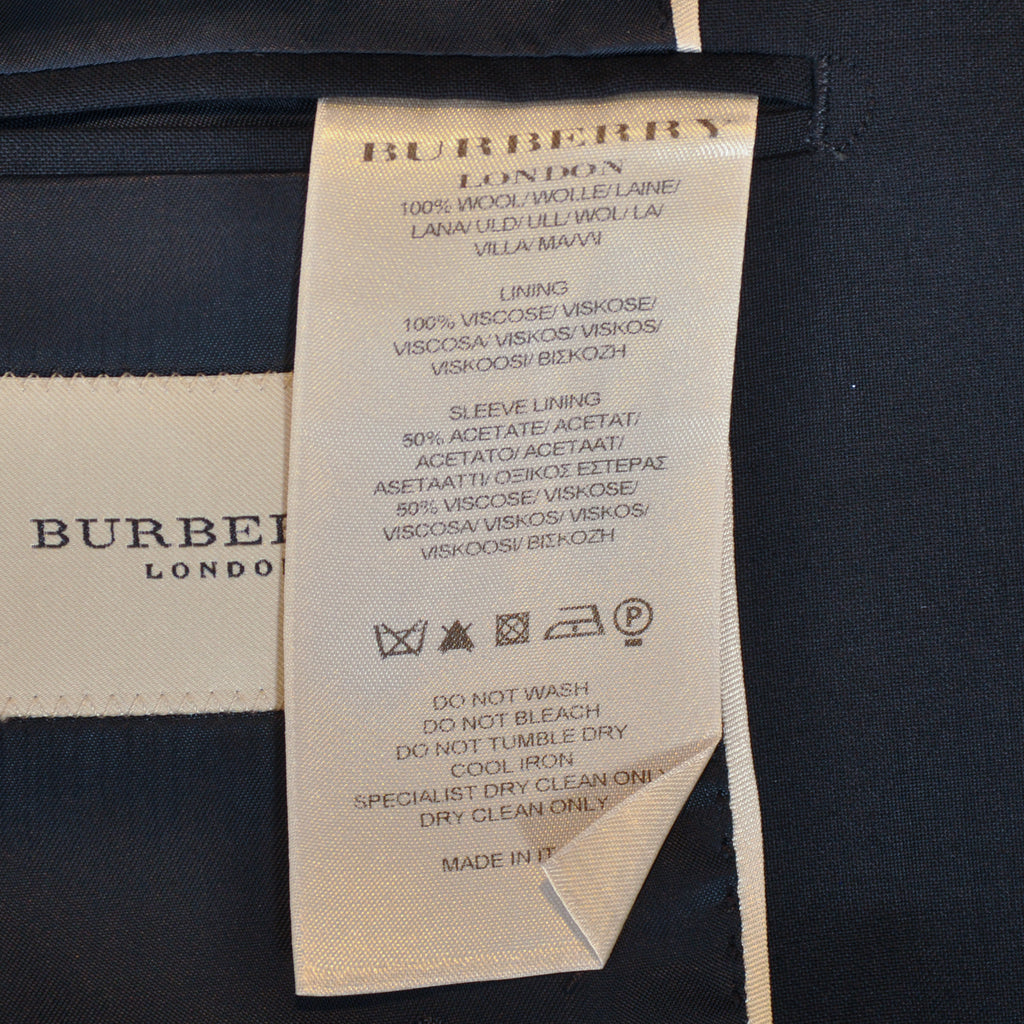 BURBERRY
LONDON
100% WOOL/ WOLLE/ LAINE/
LANA/ ULD/ ULL/ WOL/ LA/
VILLA/ ΜΑΛΛΙ
LINING
100% VISCOSE/ VISKOSE/
VISCOSA/ VISKOS/ VISKOS/
VISKOOSI/ ΒΙΣΚΟΖΗ
SLEEVE LINING
50% ACETATE/ ACETAT/
ACETATO/ ACETAAT/
ASETAATTI/ ΟΞΙΚΟΣ ΕΣΤΕΡΑΣ
50% VISCOSE/ VISKOSE/
VISCOSA/ VISKOS/ VISKOS/
VISKOOSI/ ΒΙΣΚΟΖΗ
P
DO NOT WASH
DO NOT BLEACH
DO NOT TUMBLE DRY
COOL IRON
SPECIALIST DRY CLEAN ONLY
DRY CLEAN ONLY
MADE IN IT
BURBER
LONDO